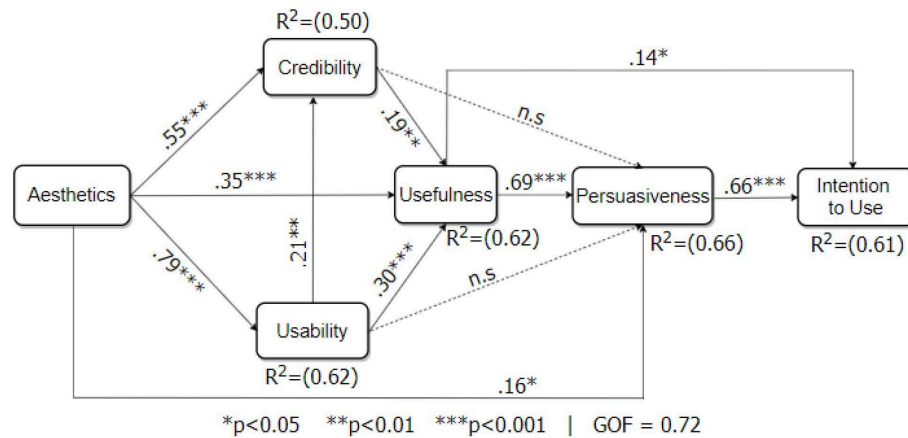 R²=(0.50)
Credibility
.14*
n.s
.55***
.19**
Aesthetics
.35***
Usefulness
.69***
Persuasiveness
.66***
Intention
to Use
R²=(0.62)
R²=(0.66)
R²=(0.61)
.21**
.79***
.30***
n.s
Usability
R²=(0.62)
.16*
*p<0.05 **p<0.01 ***p<0.001 | GOF = 0.72